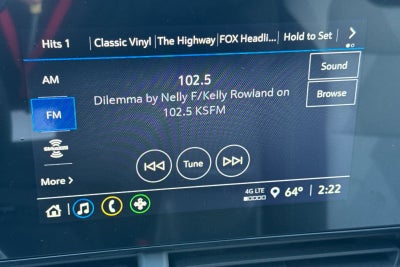 Hits 1 | Classic Vinyl | The Highway | FOX Headli... | Hold to Set
AM
FM
SiriusXM
More >
102.5
Dilemma by Nelly F/Kelly Rowland on
102.5 KSFM
Sound
Browse
Tune
4G LTE
64° | 2:22